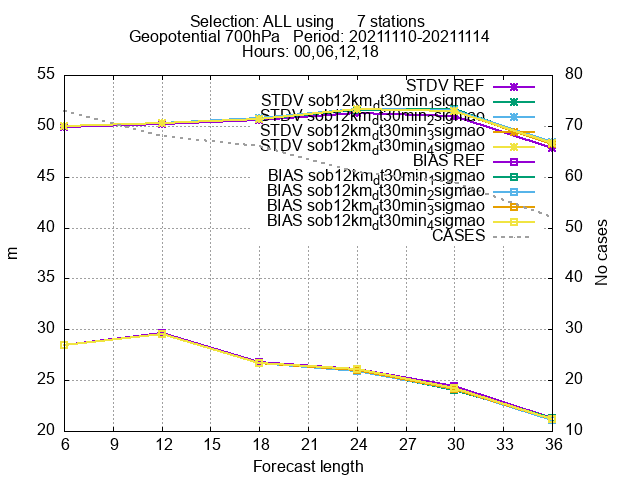 Selection: ALL using     7 stations
Geopotential 700hPa   Period: 20211110-20211114
Hours: 00,06,12,18
55
50
45
40
35
30
25
20
80
70
60
50
40
30
20
10
m
No cases
STDV REF
STDV sob12km_dt30min_1sigmao
STDV sob12km_dt30min_2sigmao
STDV sob12km_dt30min_3sigmao
STDV sob12km_dt30min_4sigmao
BIAS REF
BIAS sob12km_dt30min_1sigmao
BIAS sob12km_dt30min_2sigmao
BIAS sob12km_dt30min_3sigmao
BIAS sob12km_dt30min_4sigmao
CASES
6 9 12 15 18 21 24 27 30 33 36
Forecast length